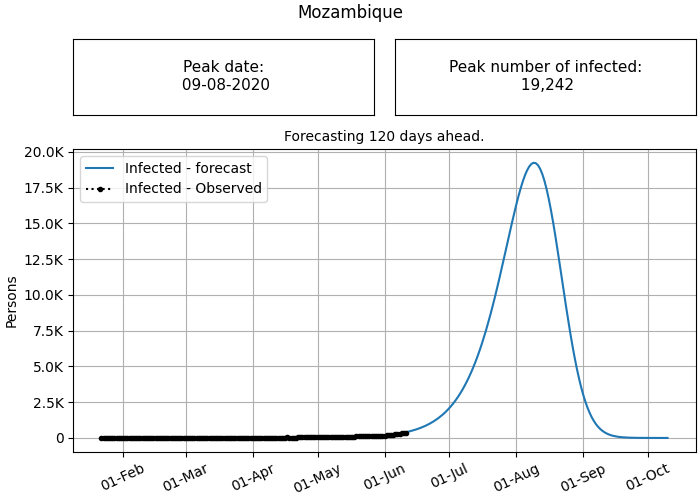 Mozambique
Peak date:
09-08-2020
Peak number of infected:
19,242
Forecasting 120 days ahead.
20.0K
17.5K
15.0K
12.5K
10.0K
7.5K
5.0K
2.5K
0
Persons
Infected - forecast
Infected - Observed
01-Feb
01-Mar
01-Apr
01-May
01-Jun
01-Jul
01-Aug
01-Sep
01-Oct